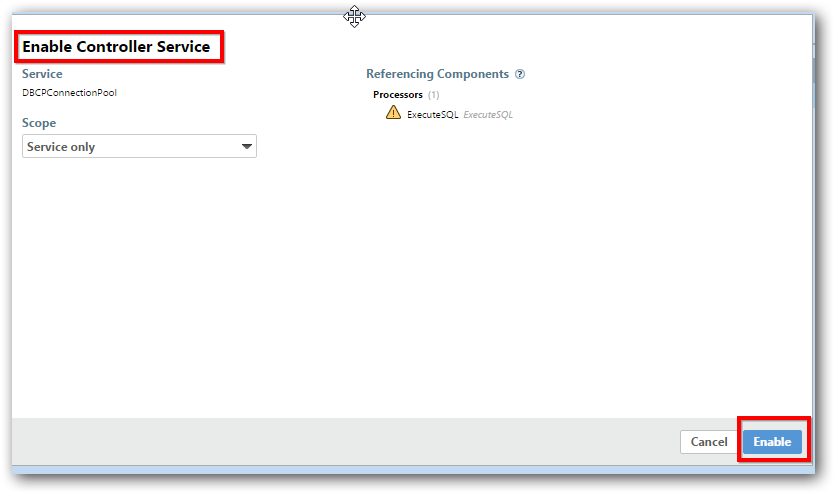 Enable Controller Service
Service
DBCPConnectionPool
Scope
Service only
Referencing Components ?
Processors (1)
ExecuteSQL ExecuteSQL
Cancel
Enable